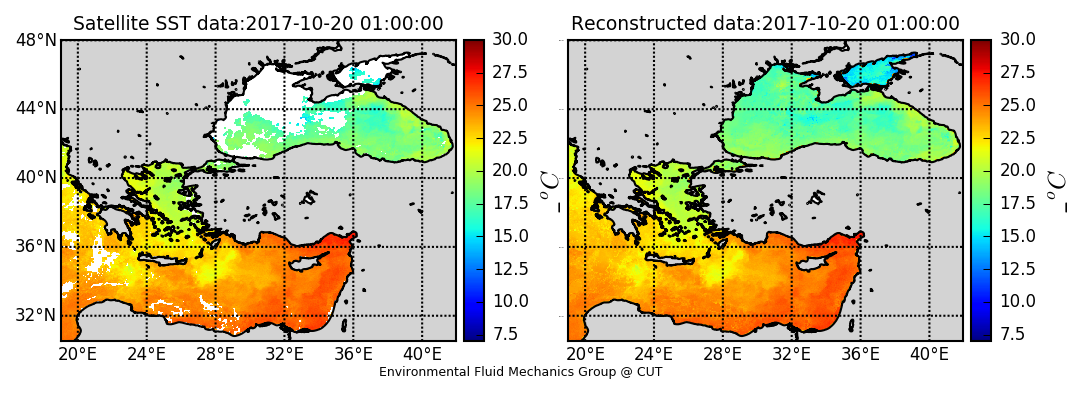 Satellite SST data:2017-10-20 01:00:00
Reconstructed data:2017-10-20 01:00:00
48°N
44°N
40°N
36°N
32°N
20°E 24°E 28°E 32°E 36°E 40°E
30.0
27.5
25.0
22.5
20.0
17.5
15.0
12.5
10.0
7.5
_ °C
20°E 24°E 28°E 32°E 36°E 40°E
30.0
27.5
25.0
22.5
20.0
17.5
15.0
12.5
10.0
7.5
_ °C
Environmental Fluid Mechanics Group @ CUT